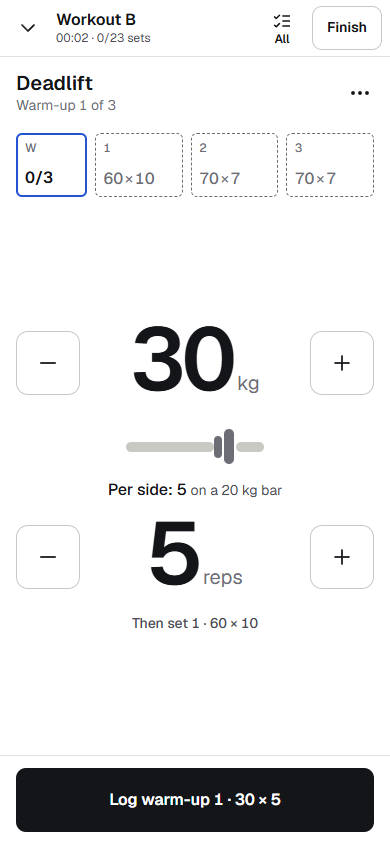 Workout B
00:02 · 0/23 sets
All
Finish
Deadlift
Warm-up 1 of 3
W
0/3
1
60×10
2
70×7
3
70×7
30 kg
Per side: 5 on a 20 kg bar
5 reps
Then set 1 · 60 × 10
Log warm-up 1 · 30 × 5